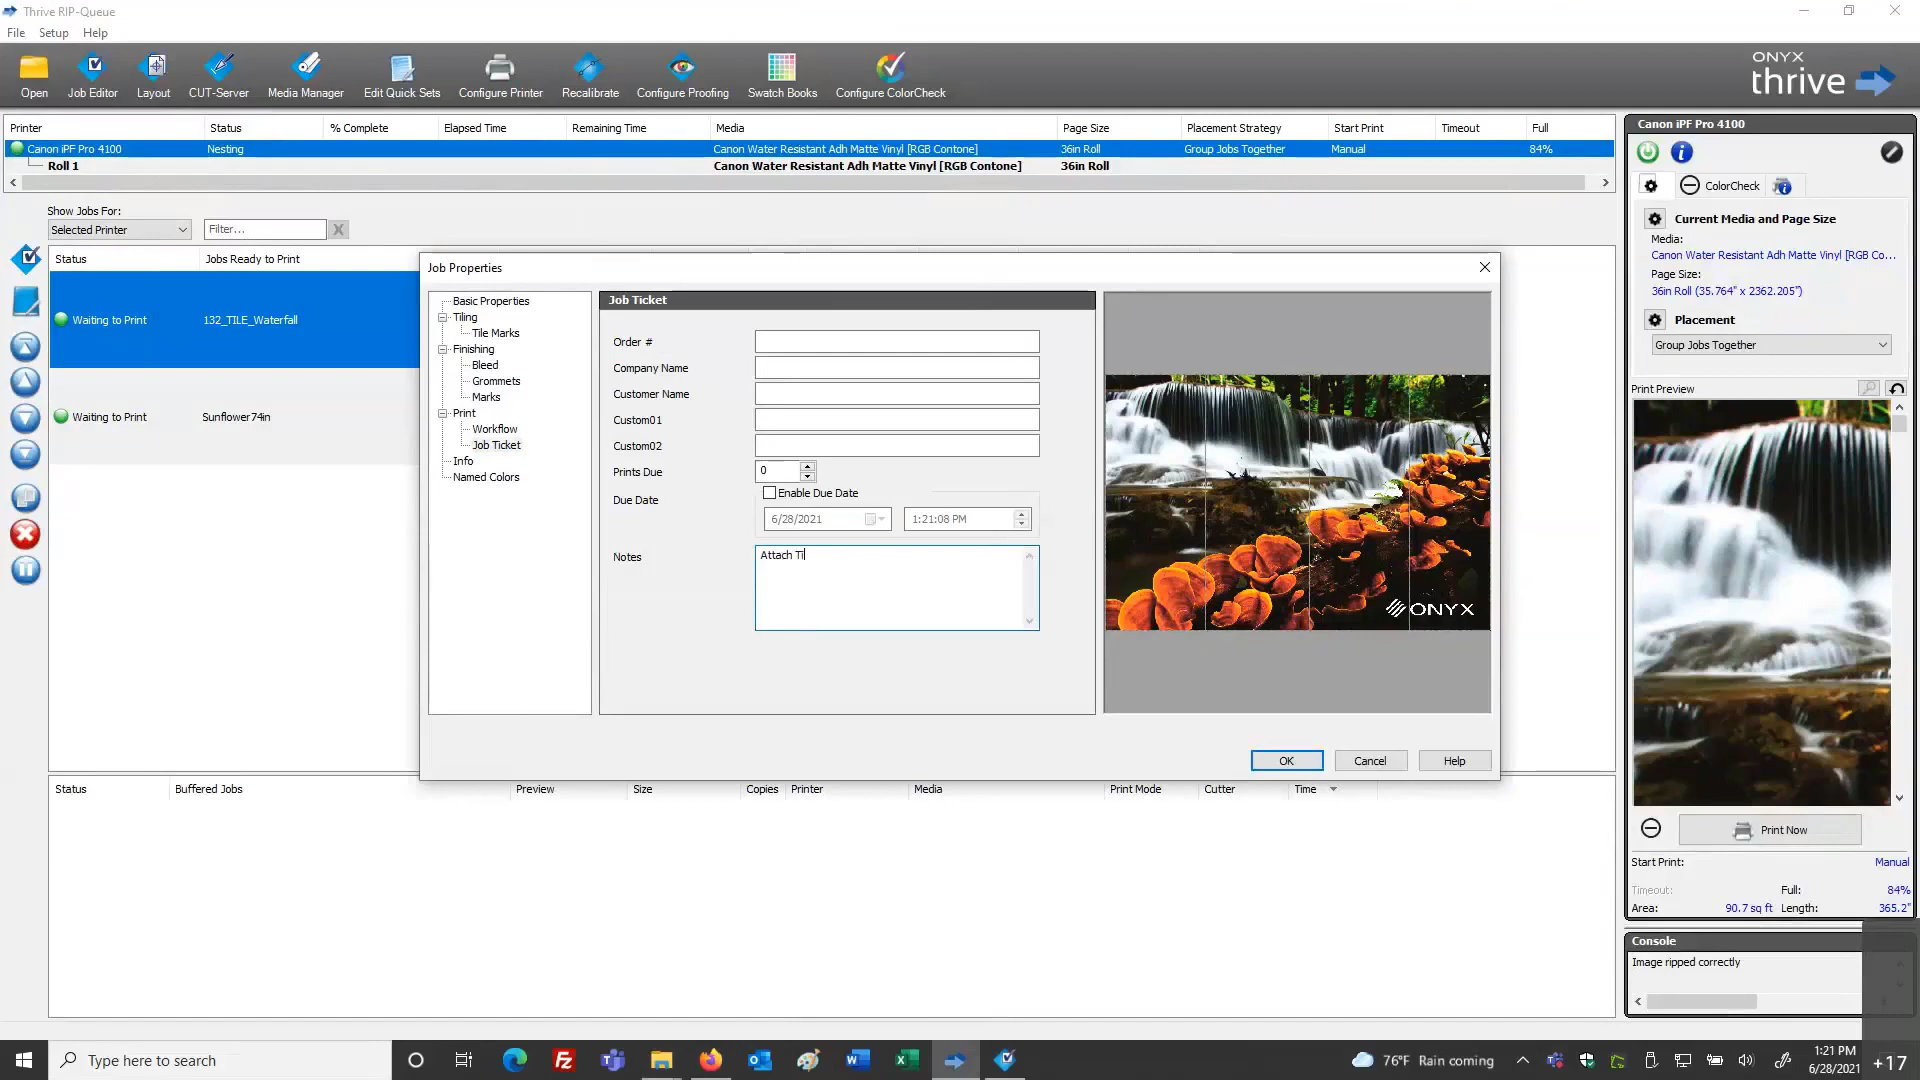 Thrive RIP-Queue
File Setup Help
Open Job Editor Layout CUT-Server Media Manager Edit Quick Sets Configure Printer Recalibrate Configure Proofing Swatch Books Configure ColorCheck
ONYX
thrive
Printer Status % Complete Elapsed Time Remaining Time Media Page Size Placement Strategy Start Print Timeout Full
Canon iPF Pro 4100 Nesting Canon Water Resistant Adh Matte Vinyl [RGB Contone] 36in Roll Group Jobs Together Manual 84%
Roll 1 Canon Water Resistant Adh Matte Vinyl [RGB Contone] 36in Roll
Show Jobs For:
Selected Printer Filter... X
Status Jobs Ready to Print
Waiting to Print 132_TILE_Waterfall
Waiting to Print Sunflower74in
Job Properties
Basic Properties
Tiling
Tile Marks
Finishing
Bleed
Grommets
Marks
Print
Workflow
Job Ticket
Info
Named Colors
Job Ticket
Order #
Company Name
Customer Name
Custom01
Custom02
Prints Due 0
Due Date Enable Due Date
6/28/2021 1:21:08 PM
Notes Attach Ti
ONYX
OK Cancel Help
Status Buffered Jobs Preview Size Copies Printer Media Print Mode Cutter Time
Canon iPF Pro 4100
ColorCheck
Current Media and Page Size
Media:
Canon Water Resistant Adh Matte Vinyl [RGB Co...
Page Size:
36in Roll (35.764" x 2362.205")
Placement
Group Jobs Together
Print Preview
Print Now
Start Print: Manual
Timeout: Full: 84%
Area: 90.7 sq ft Length: 365.2"
Console
Image ripped correctly
Type here to search
76°F Rain coming
1:21 PM
6/28/2021
+17